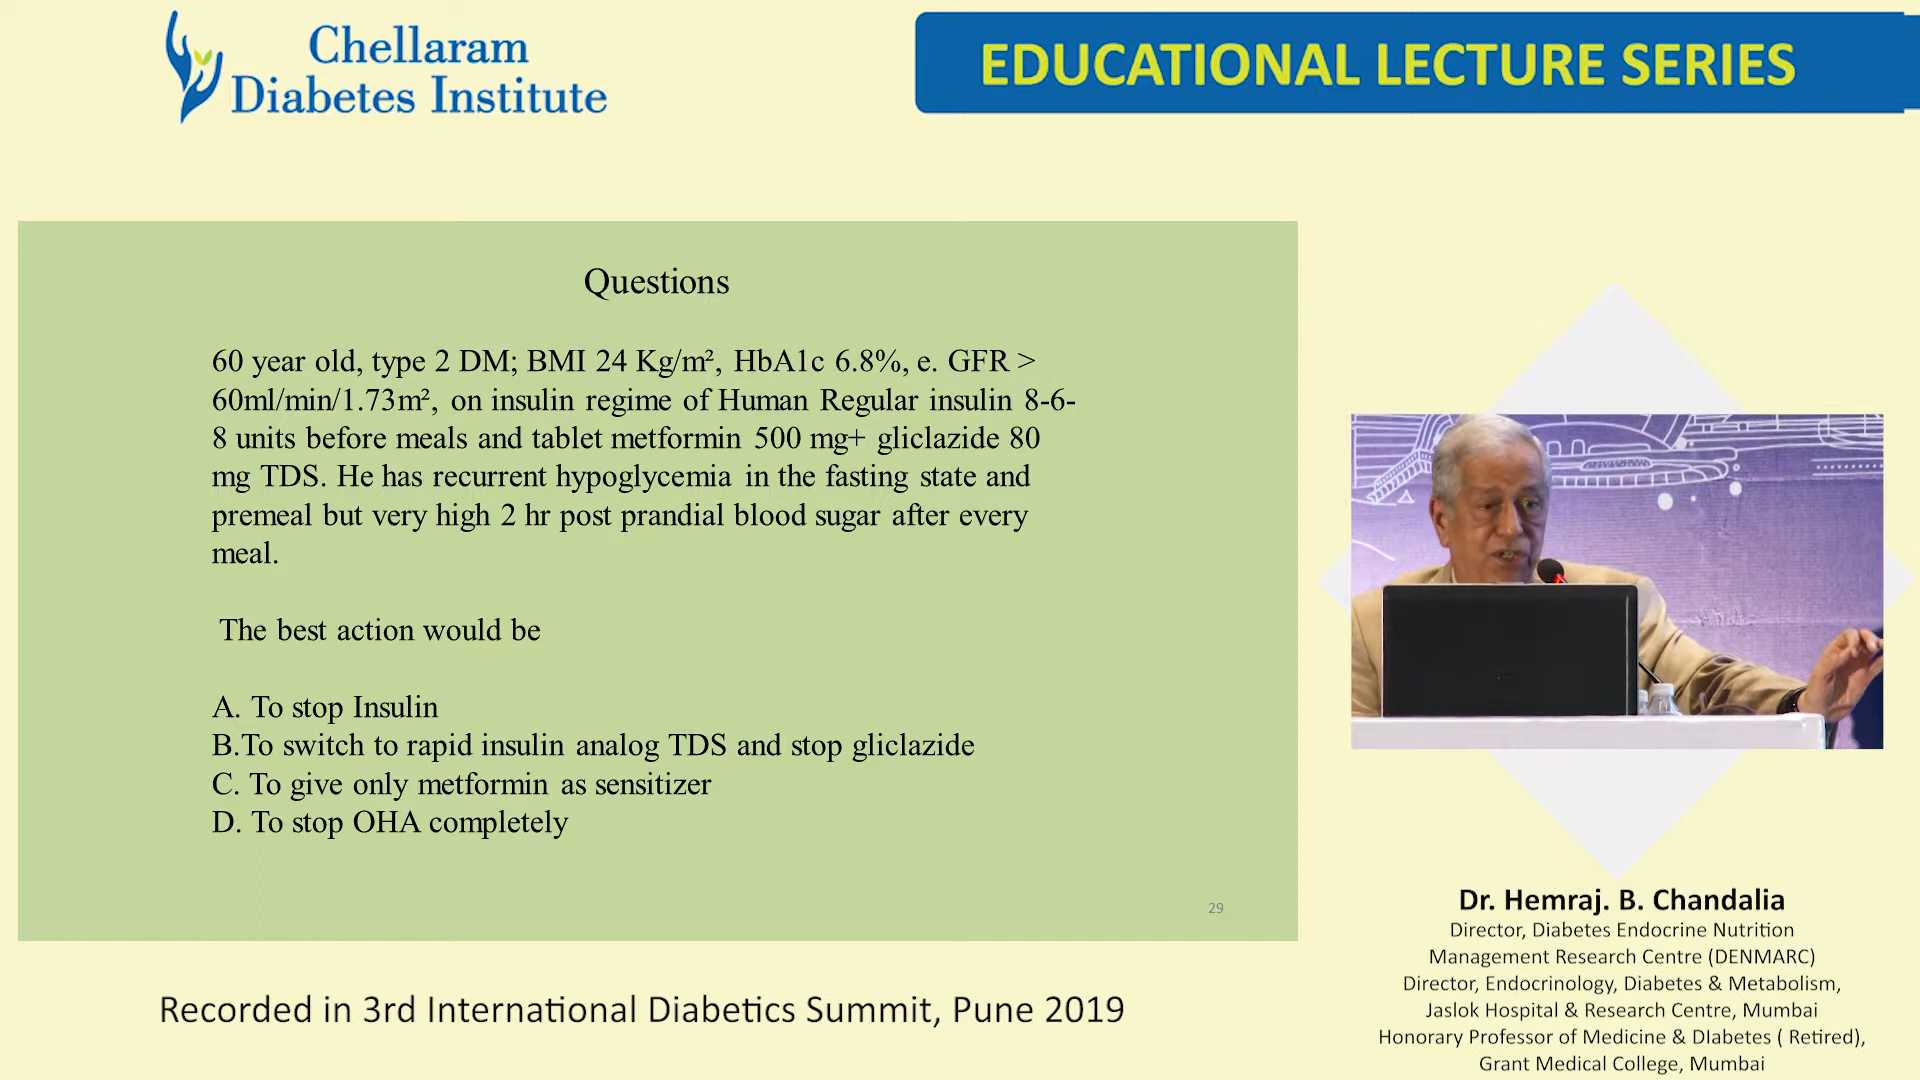 Chellaram
Diabetes Institute
EDUCATIONAL LECTURE SERIES
Questions
60 year old, type 2 DM; BMI 24 Kg/m², HbA1c 6.8%, e. GFR >
60ml/min/1.73m², on insulin regime of Human Regular insulin 8-6-
8 units before meals and tablet metformin 500 mg+ gliclazide 80
mg TDS. He has recurrent hypoglycemia in the fasting state and
premeal but very high 2 hr post prandial blood sugar after every
meal.
The best action would be
A. To stop Insulin
B.To switch to rapid insulin analog TDS and stop gliclazide
C. To give only metformin as sensitizer
D. To stop OHA completely
29
Recorded in 3rd International Diabetics Summit, Pune 2019
Dr. Hemraj. B. Chandalia
Director, Diabetes Endocrine Nutrition
Management Research Centre (DENMARC)
Director, Endocrinology, Diabetes & Metabolism,
Jaslok Hospital & Research Centre, Mumbai
Honorary Professor of Medicine & DIabetes ( Retired),
Grant Medical College, Mumbai